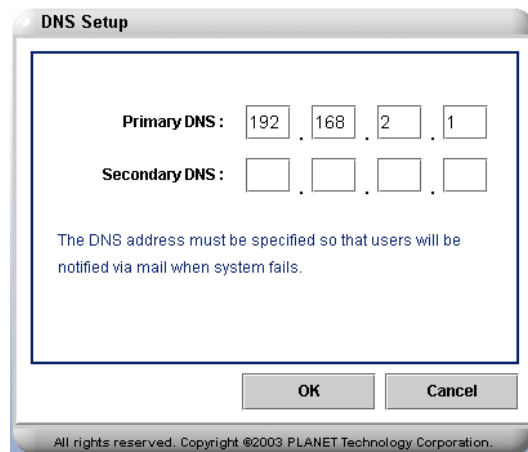 DNS Setup
Primary DNS : 192 . 168 . 2 . 1
Secondary DNS : . . .
The DNS address must be specified so that users will be
notified via mail when system fails.
OK Cancel
All rights reserved. Copyright ©2003 PLANET Technology Corporation.